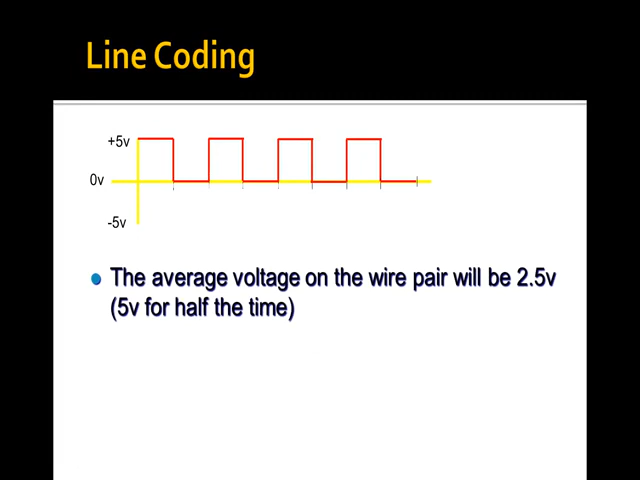 Line Coding
+5v
0v
-5v
The average voltage on the wire pair will be 2.5v
(5v for half the time)